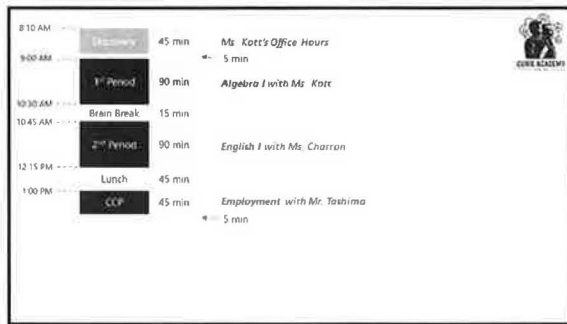 8:10 AM
Discovery 45 min Ms. Kott's Office Hours
9:00 AM 5 min
1st Period 90 min Algebra I with Ms. Kott
10:30 AM
Brain Break 15 min
10:45 AM
2nd Period 90 min English I with Ms. Charron
12:15 PM
Lunch 45 min
1:00 PM
CCP 45 min Employment with Mr. Tashima
5 min
CURIE ACADEMY